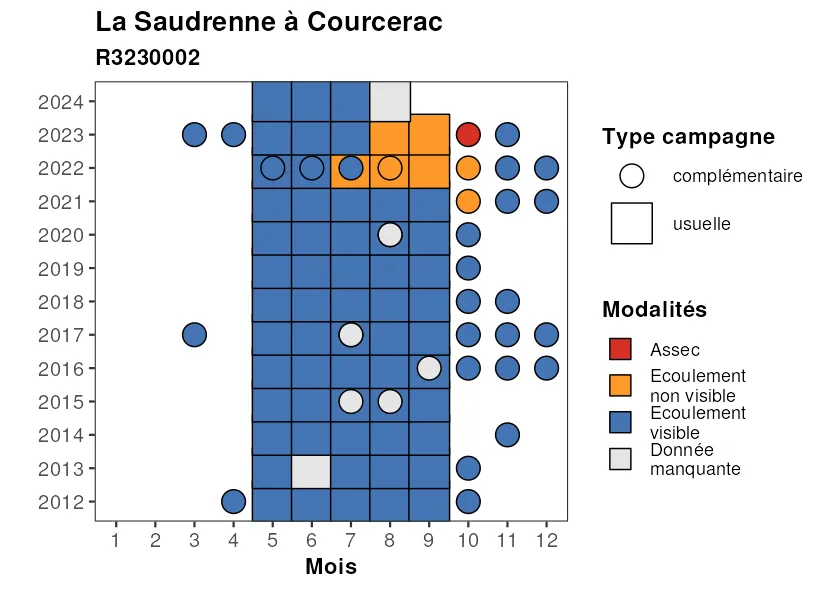 La Saudrenne à Courcerac
R3230002
2024
2023
2022
2021
2020
2019
2018
2017
2016
2015
2014
2013
2012
1 2 3 4 5 6 7 8 9 10 11 12
Mois
Type campagne
complémentaire
usuelle
Modalités
Assec
Ecoulement
non visible
Ecoulement
visible
Donnée
manquante